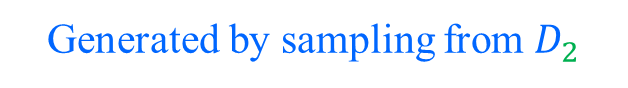 Generated by sampling from D₂